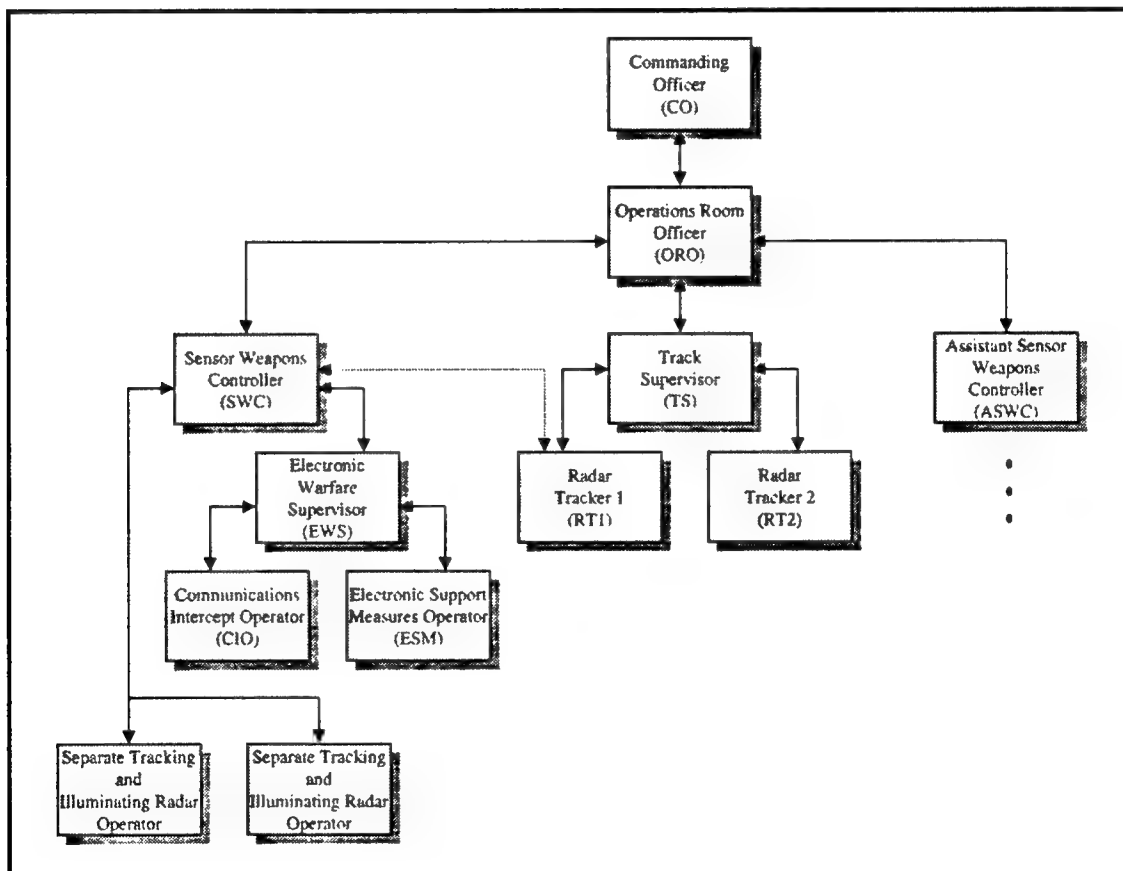 Commanding
Officer
(CO)
Operations Room
Officer
(ORO)
Sensor Weapons
Controller
(SWC)
Track
Supervisor
(TS)
Assistant Sensor
Weapons
Controller
(ASWC)
Electronic
Warfare
Supervisor
(EWS)
Radar
Tracker 1
(RT1)
Radar
Tracker 2
(RT2)
Communications
Intercept Operator
(CIO)
Electronic Support
Measures Operator
(ESM)
Separate Tracking
and
Illuminating Radar
Operator
Separate Tracking
and
Illuminating Radar
Operator